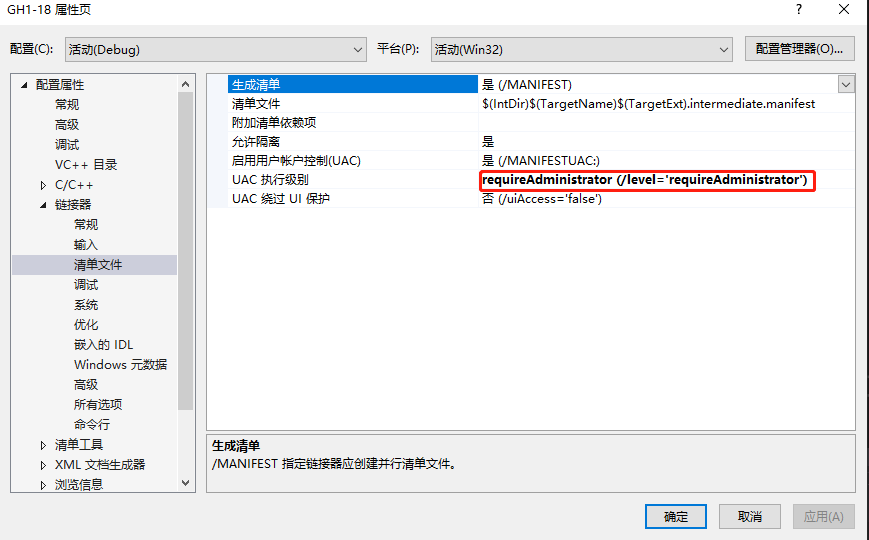 GH1-18 属性页
配置(C): 活动(Debug) 平台(P): 活动(Win32) 配置管理器(O)...
配置属性
常规
高级
调试
VC++ 目录
C/C++
链接器
常规
输入
清单文件
调试
系统
优化
嵌入的 IDL
Windows 元数据
高级
所有选项
命令行
清单工具
XML 文档生成器
浏览信息
生成清单 是 (/MANIFEST)
清单文件 $(IntDir)$(TargetName)$(TargetExt).intermediate.manifest
附加清单依赖项
允许隔离 是
启用用户帐户控制(UAC) 是 (/MANIFESTUAC:)
UAC 执行级别 requireAdministrator (/level='requireAdministrator')
UAC 绕过 UI 保护 否 (/uiAccess='false')
生成清单
/MANIFEST 指定链接器应创建并行清单文件。
确定 取消 应用(A)